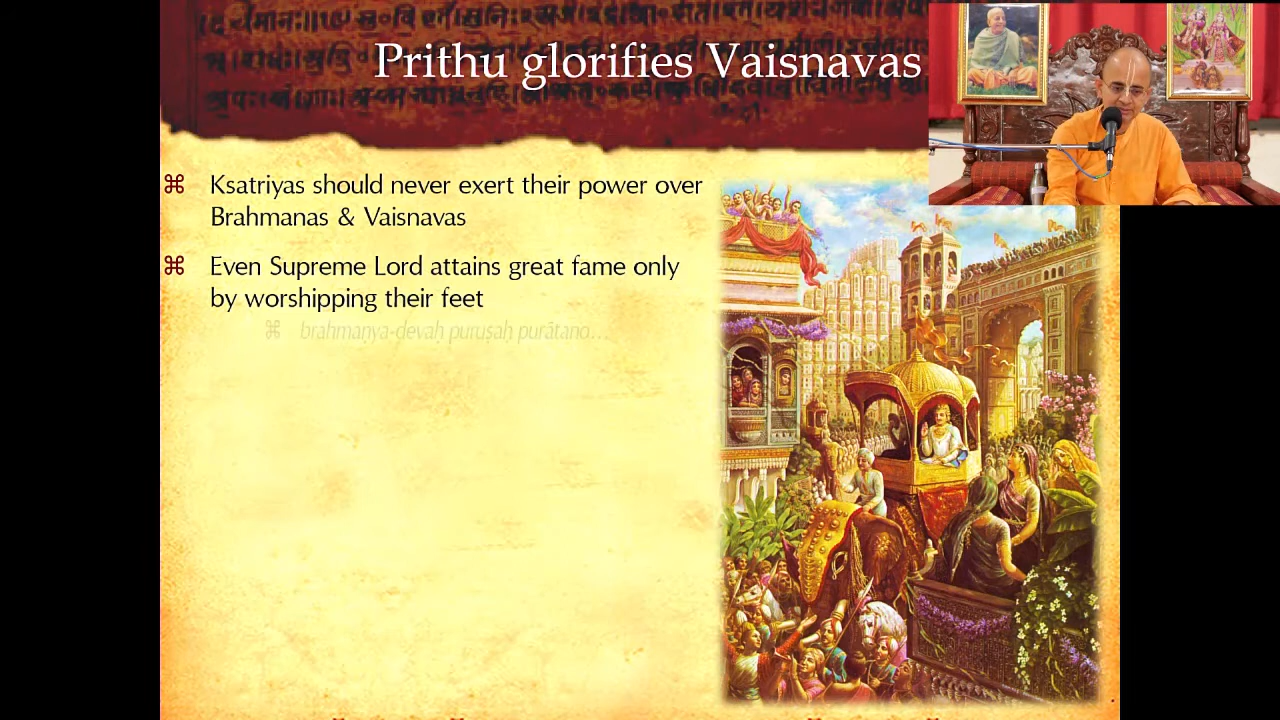 Prithu glorifies Vaisnavas
⌘ Ksatriyas should never exert their power over
Brahmanas & Vaisnavas
⌘ Even Supreme Lord attains great fame only
by worshipping their feet
⌘ brahmaṇya-devaḥ puruṣaḥ purātano…